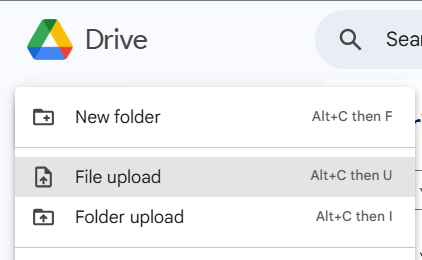 Drive
Sear
New folder Alt+C then F
File upload Alt+C then U
Folder upload Alt+C then I